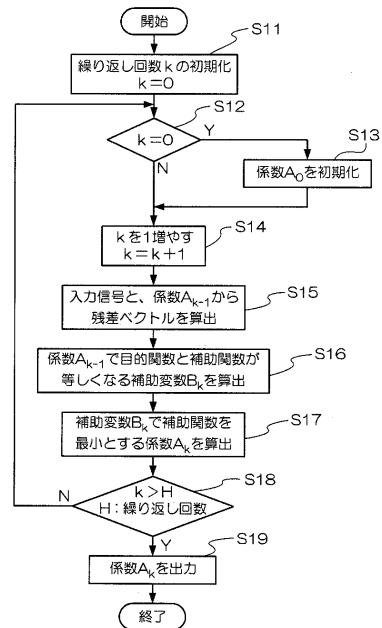 開始
S11
繰り返し回数kの初期化
k=0
S12
k=0
Y
N
S13
係数A₀を初期化
S14
kを1増やす
k=k+1
S15
入力信号と、係数Aₖ₋₁から
残差ベクトルを算出
S16
係数Aₖ₋₁で目的関数と補助関数が
等しくなる補助変数Bₖを算出
S17
補助変数Bₖで補助関数を
最小とする係数Aₖを算出
S18
k>H
H:繰り返し回数
N
Y
S19
係数Aₖを出力
終了